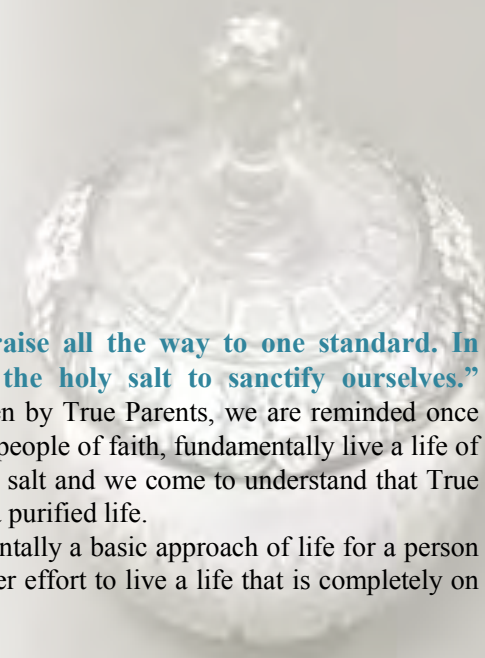 raise all the way to one standard. In
the holy salt to sanctify ourselves.”
en by True Parents, we are reminded once
people of faith, fundamentally live a life of
salt and we come to understand that True
purified life.
entally a basic approach of life for a person
er effort to live a life that is completely on